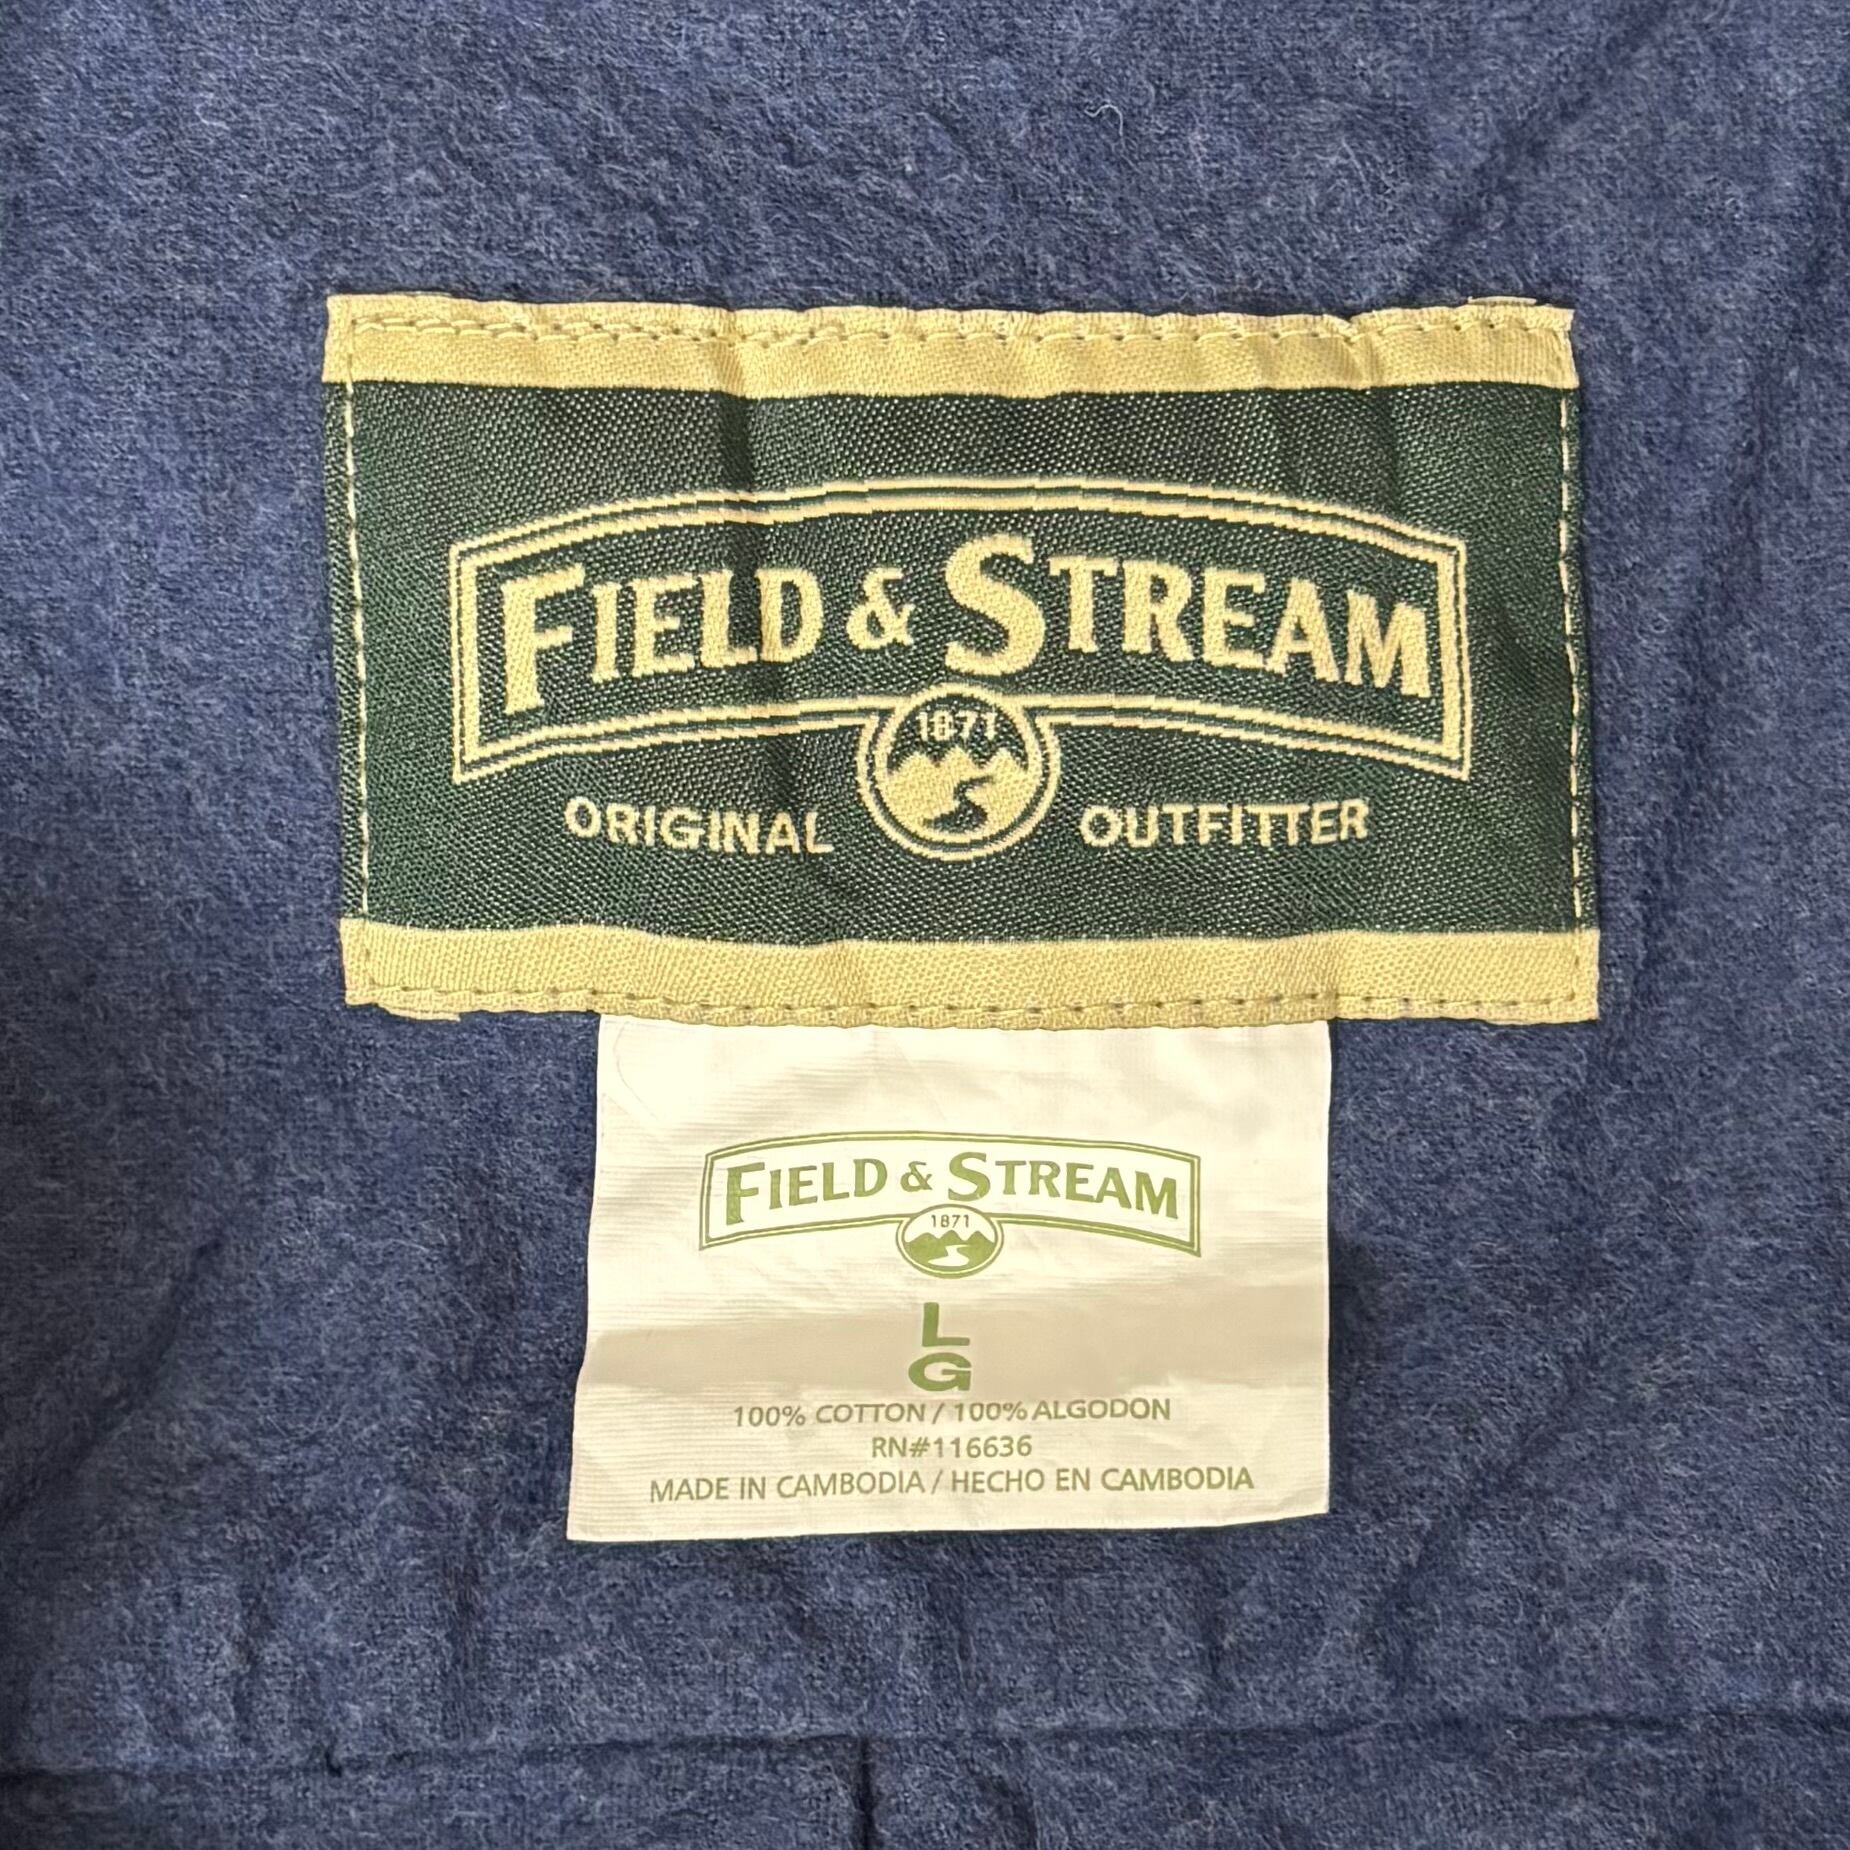 FIELD & STREAM
1871
ORIGINAL OUTFITTER
FIELD & STREAM
1871
L
G
100% COTTON / 100% ALGODON
RN#116636
MADE IN CAMBODIA / HECHO EN CAMBODIA